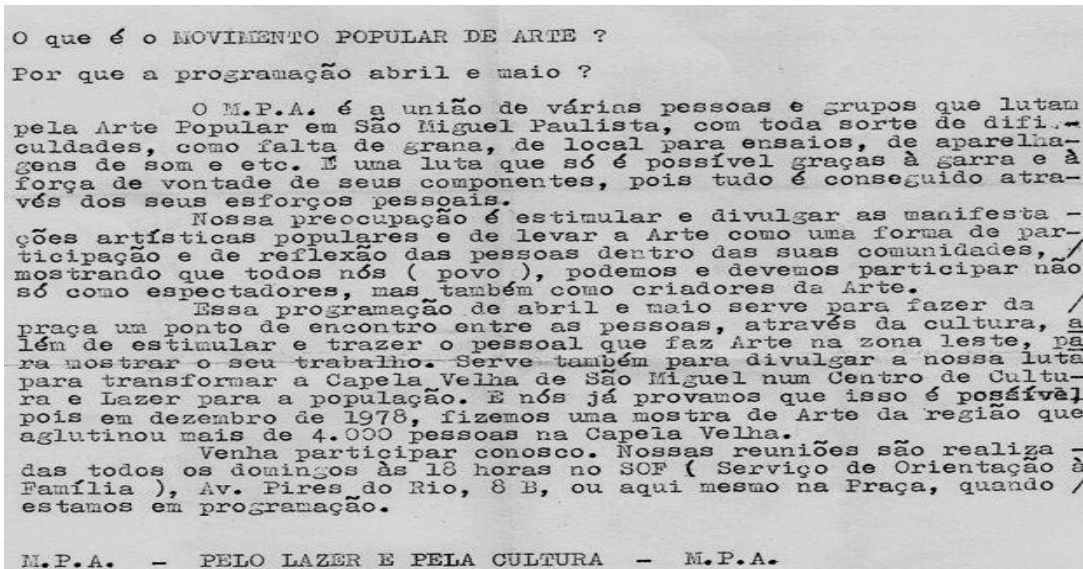 O que é o MOVIMENTO POPULAR DE ARTE ?
Por que a programação abril e maio ?
O M.P.A. é a união de várias pessoas e grupos que lutam
pela Arte Popular em São Miguel Paulista, com toda sorte de difi.-
culdades, como falta de grana, de local para ensaios, de aparelha-
gens de som e etc. É uma luta que só é possível graças à garra e à
força de vontade de seus componentes, pois tudo é conseguido atra-
vés dos seus esforços pessoais.
Nossa preocupação é estimular e divulgar as manifesta -
ções artísticas populares e de levar a Arte como uma forma de par-
ticipação e de reflexão das pessoas dentro das suas comunidades, /
mostrando que todos nós ( povo ), podemos e devemos participar não
só como espectadores, mas também como criadores da Arte.
Essa programação de abril e maio serve para fazer da /
praça um ponto de encontro entre as pessoas, através da cultura, a
lém de estimular e trazer o pessoal que faz Arte na zona leste, pa
ra mostrar o seu trabalho. Serve também para divulgar a nossa luta
para transformar a Capela Velha de São Miguel num Centro de Cultu-
ra e Lazer para a população. E nós já provamos que isso é possível
pois em dezembro de 1978, fizemos uma mostra de Arte da região que
aglutinou mais de 4.000 pessoas na Capela Velha.
Venha participar conosco. Nossas reuniões são realiza -
das todos os domingos às 18 horas no SOF ( Serviço de Orientação à
Família ), Av. Pires do Rio, 8 B, ou aqui mesmo na Praça, quando /
estamos em programação.
M.P.A. - PELO LAZER E PELA CULTURA - M.P.A.